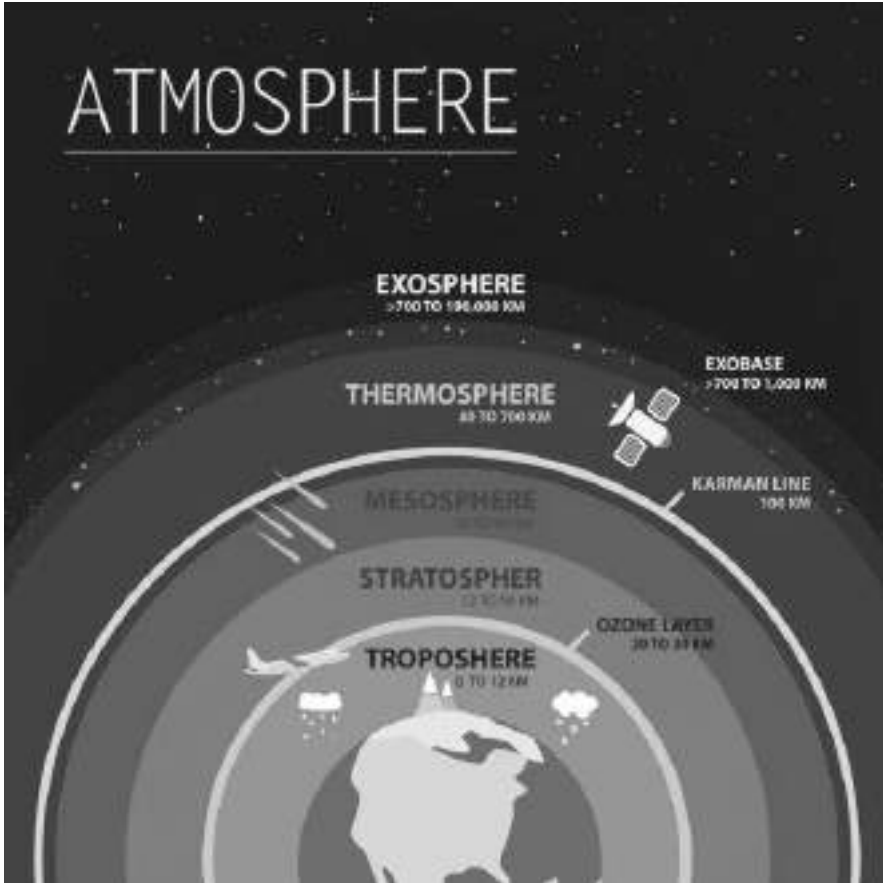 ATMOSPHERE
EXOSPHERE
>700 TO 190,000 KM
EXOBASE
>700 TO 1,000 KM
THERMOSPHERE
80 TO 700 KM
KARMAN LINE
100 KM
MESOSPHERE
STRATOSPHER
12 TO 50 KM
OZONE LAYER
20 TO 30 KM
TROPOSHERE
0 TO 12 KM